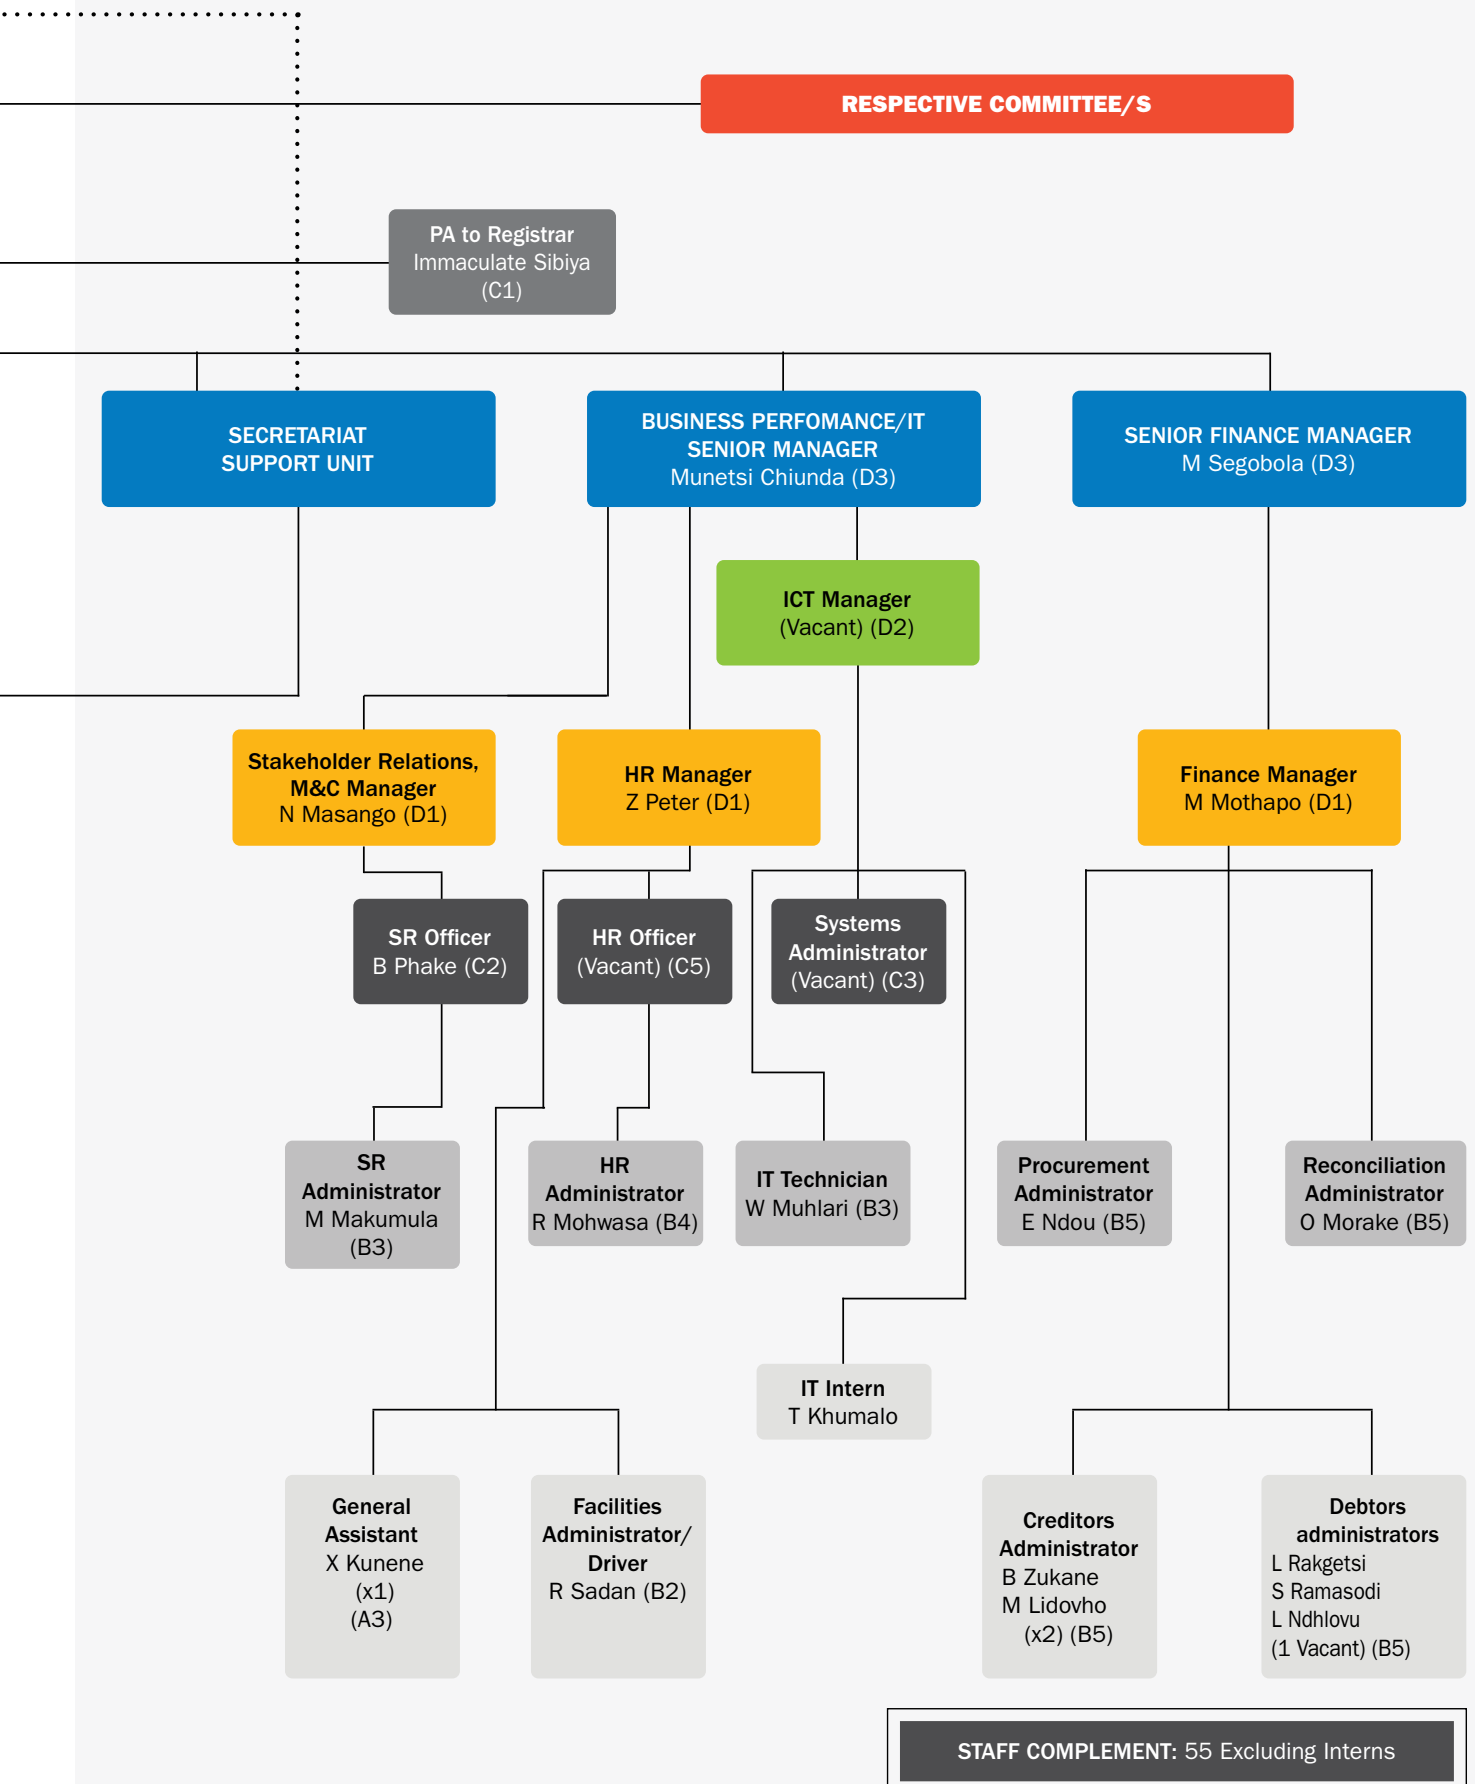 RESPECTIVE COMMITTEE/S
PA to Registrar
Immaculate Sibiya
(C1)
SECRETARIAT
SUPPORT UNIT
BUSINESS PERFOMANCE/IT
SENIOR MANAGER
Munetsi Chiunda (D3)
SENIOR FINANCE MANAGER
M Segobola (D3)
ICT Manager
(Vacant) (D2)
Stakeholder Relations,
M&C Manager
N Masango (D1)
HR Manager
Z Peter (D1)
Finance Manager
M Mothapo (D1)
SR Officer
B Phake (C2)
HR Officer
(Vacant) (C5)
Systems
Administrator
(Vacant) (C3)
SR
Administrator
M Makumula
(B3)
HR
Administrator
R Mohwasa (B4)
IT Technician
W Muhlari (B3)
Procurement
Administrator
E Ndou (B5)
Reconciliation
Administrator
O Morake (B5)
IT Intern
T Khumalo
General
Assistant
X Kunene
(x1)
(A3)
Facilities
Administrator/
Driver
R Sadan (B2)
Creditors
Administrator
B Zukane
M Lidovho
(x2) (B5)
Debtors
administrators
L Rakgetsi
S Ramasodi
L Ndhlovu
(1 Vacant) (B5)
STAFF COMPLEMENT: 55 Excluding Interns